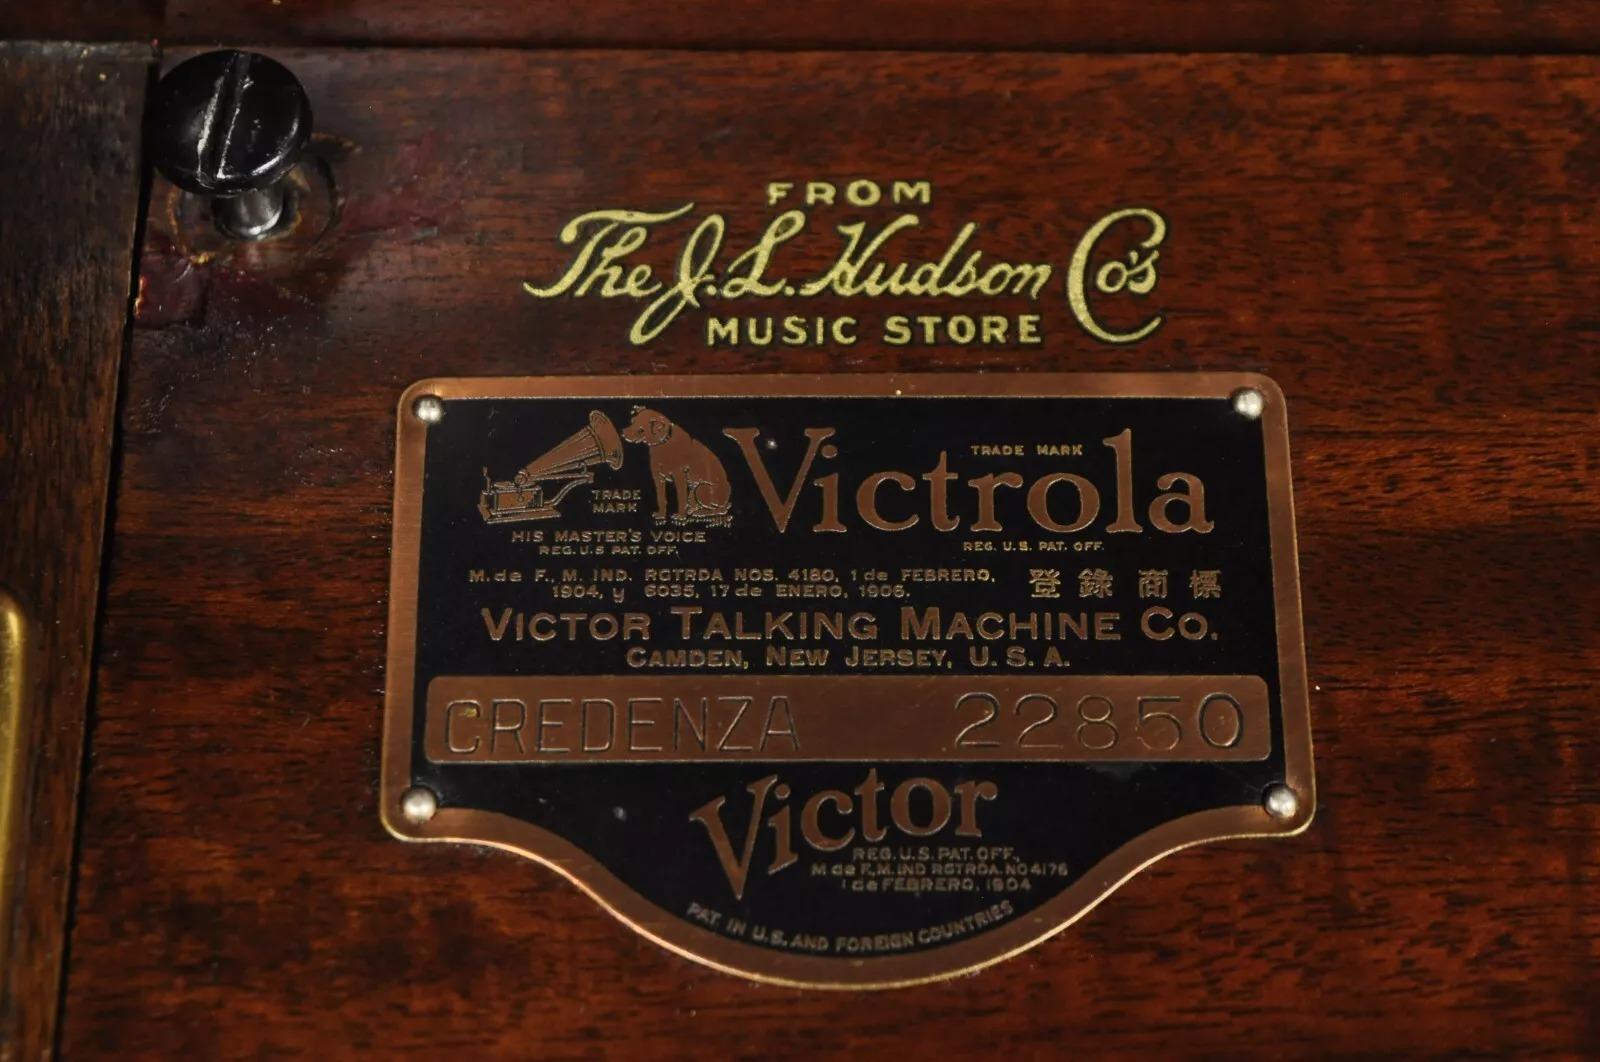 FROM
The J. L. Hudson Co's
MUSIC STORE
TRADE MARK
Victrola
TRADE MARK
HIS MASTER'S VOICE
REG. U.S. PAT. OFF.
REG. U.S. PAT. OFF.
M. de F., M. IND. RGTRDA NOS. 4180, 1 de FEBRERO,
1904, y 6035, 17 de ENERO, 1906.
登錄商標
VICTOR TALKING MACHINE CO.
CAMDEN, NEW JERSEY, U. S. A.
CREDENZA 22850
Victor
REG. U.S. PAT. OFF.,
M de F., M. IND RGTRDA. NO 4176
1 de FEBRERO, 1904
PAT. IN U.S. AND FOREIGN COUNTRIES